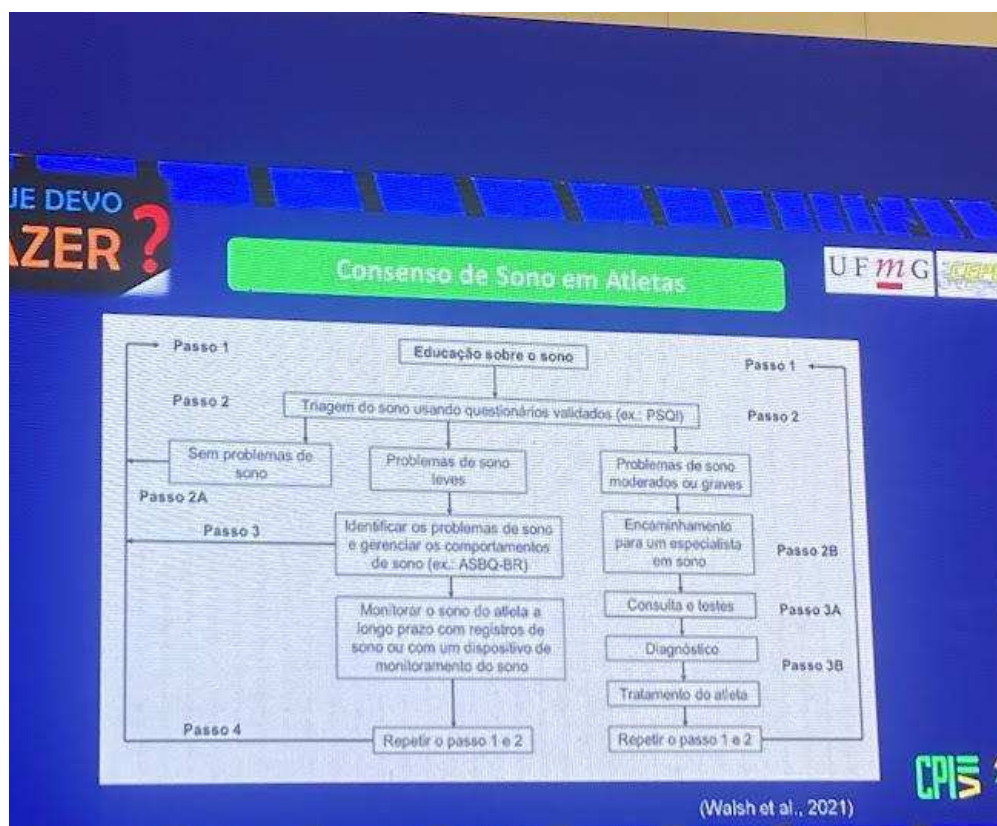 UE DEVO
AZER?
Consenso de Sono em Atletas
UFmG
Passo 1
Educação sobre o sono
Passo 1
Passo 2
Triagem do sono usando questionários validados (ex.: PSQI)
Passo 2
Sem problemas de
sono
Problemas de sono
leves
Problemas de sono
moderados ou graves
Passo 2A
Passo 3
Identificar os problemas de sono
e gerenciar os comportamentos
de sono (ex.: ASBQ-BR)
Encaminhamento
para um especialista
em sono
Passo 2B
Monitorar o sono do atleta a
longo prazo com registros de
sono ou com um dispositivo de
monitoramento do sono
Consulta e testes
Passo 3A
Diagnóstico
Passo 3B
Tratamento do atleta
Passo 4
Repetir o passo 1 e 2
Repetir o passo 1 e 2
(Walsh et al., 2021)